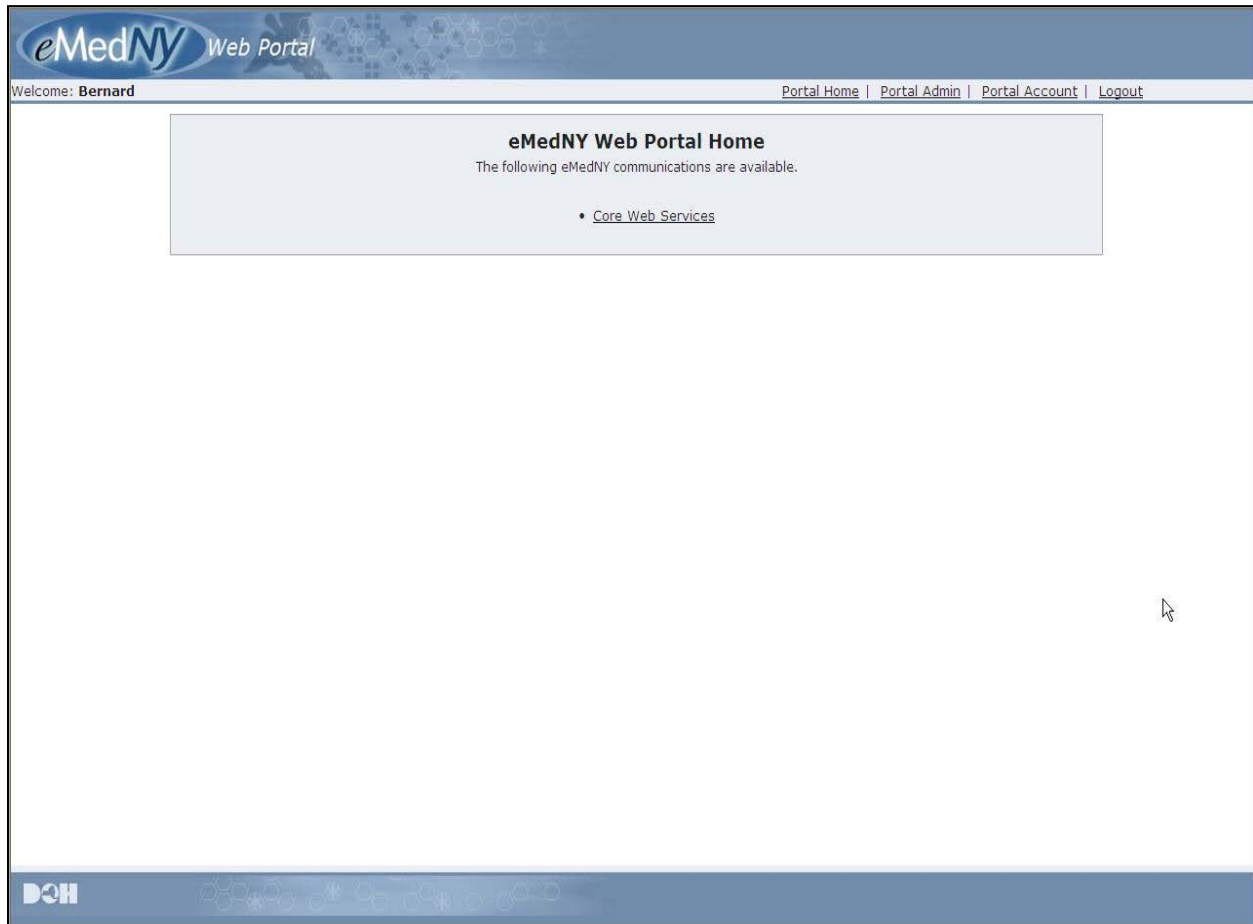 eMedNY Web Portal
Welcome: Bernard
Portal Home | Portal Admin | Portal Account | Logout
eMedNY Web Portal Home
The following eMedNY communications are available.
• Core Web Services
DOH